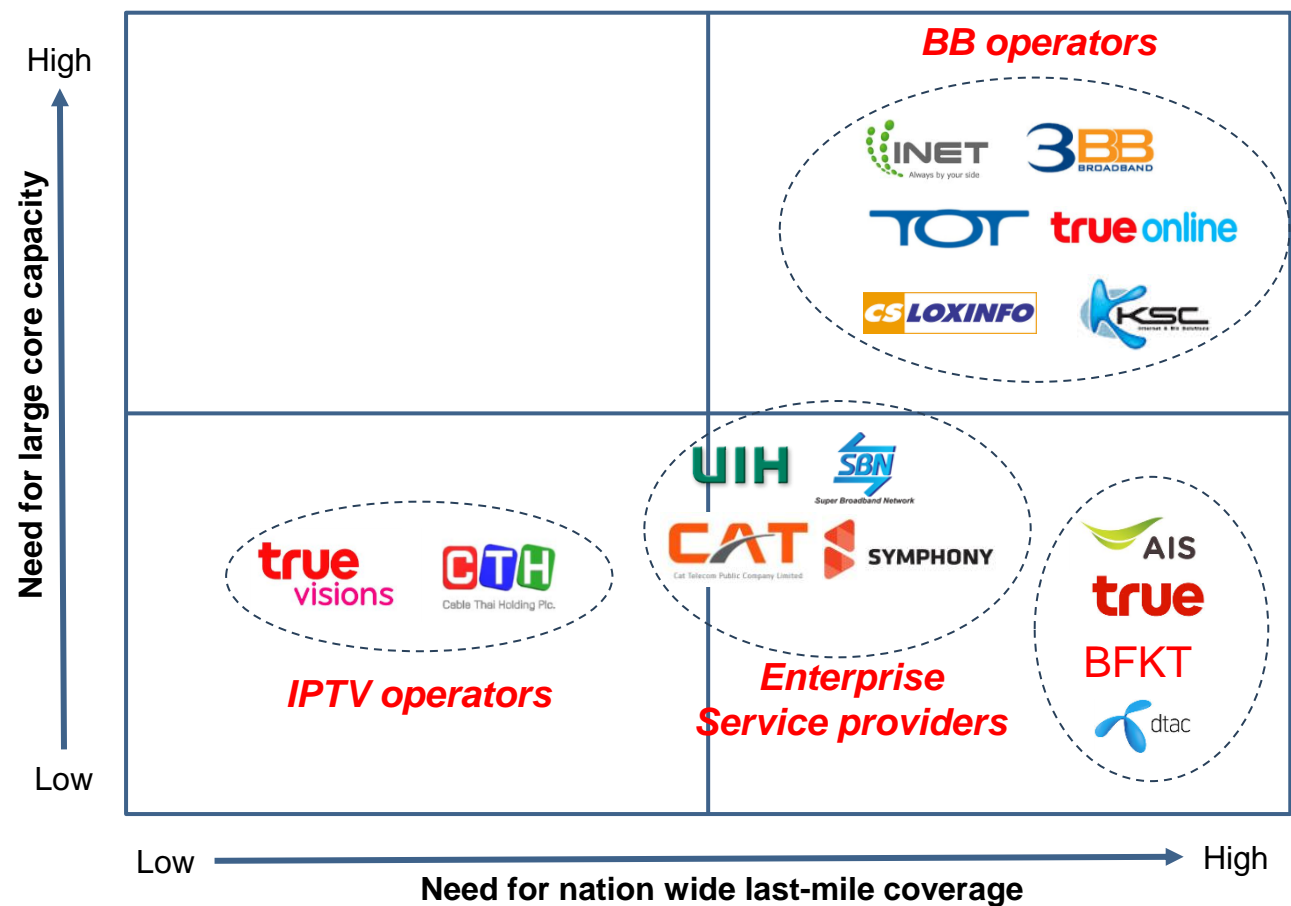 BB operators
High
INET
Always by your side
3BB
BROADBAND
TOT
true online
CS LOXINFO
KSC
Internet & Biz Solutions
Need for large core capacity
UIH
SBN
Super Broadband Network
CAT
Cat Telecom Public Company Limited
SYMPHONY
true
visions
CTH
Cable Thai Holding Plc.
AIS
true
BFKT
dtac
IPTV operators
Enterprise
Service providers
Low
Low
High
Need for nation wide last-mile coverage